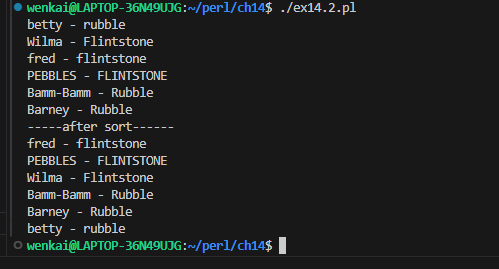 wenkai@LAPTOP-36N49UJG:~/perl/ch14$ ./ex14.2.pl
betty - rubble
Wilma - Flintstone
fred - flintstone
PEBBLES - FLINTSTONE
Bamm-Bamm - Rubble
Barney - Rubble
-----after sort------
fred - flintstone
PEBBLES - FLINTSTONE
Wilma - Flintstone
Bamm-Bamm - Rubble
Barney - Rubble
betty - rubble
wenkai@LAPTOP-36N49UJG:~/perl/ch14$